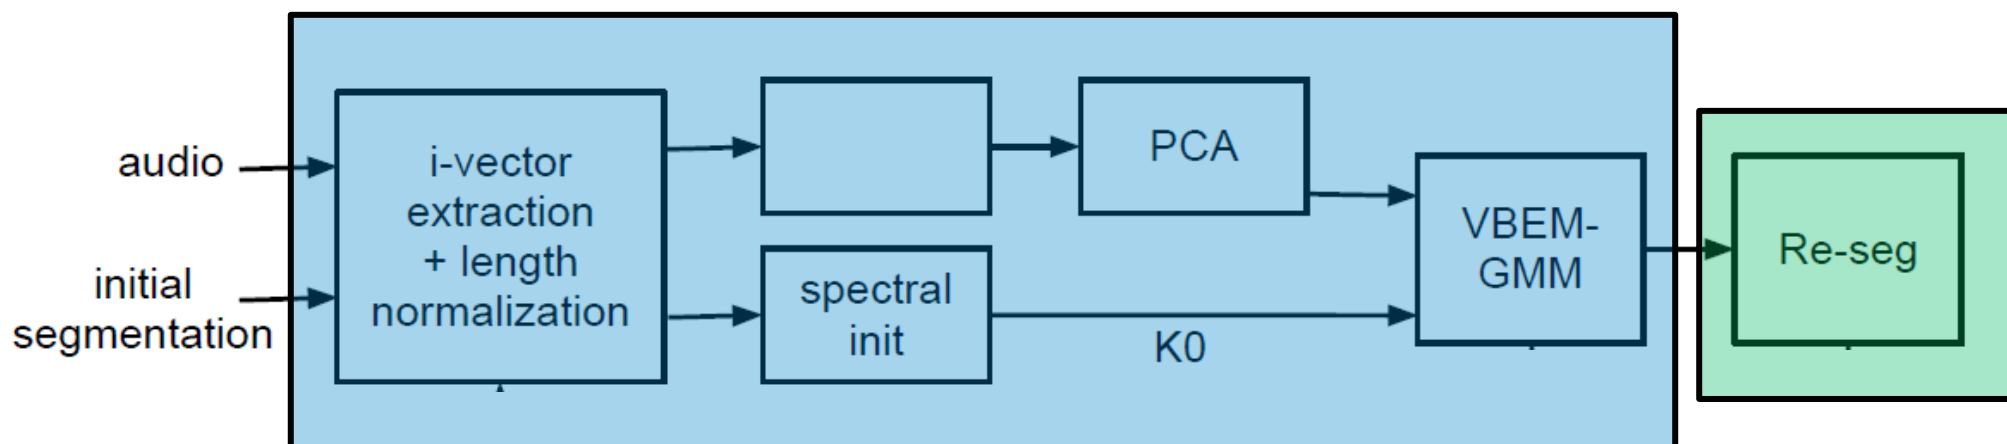 audio
initial
segmentation
i-vector
extraction
+ length
normalization
spectral
init
PCA
K0
VBEM-
GMM
Re-seg